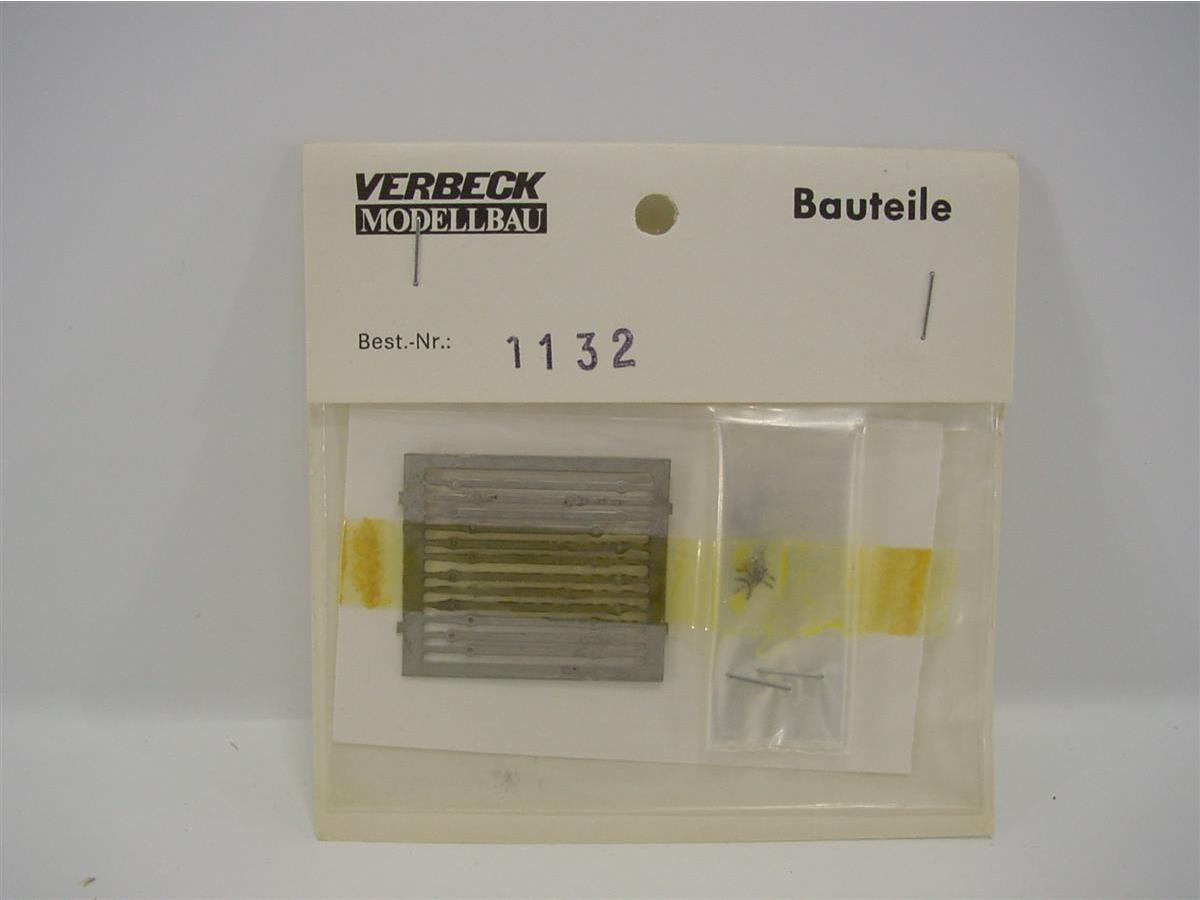 VERBECK
MODELLBAU
Bauteile
Best.-Nr.: 1132